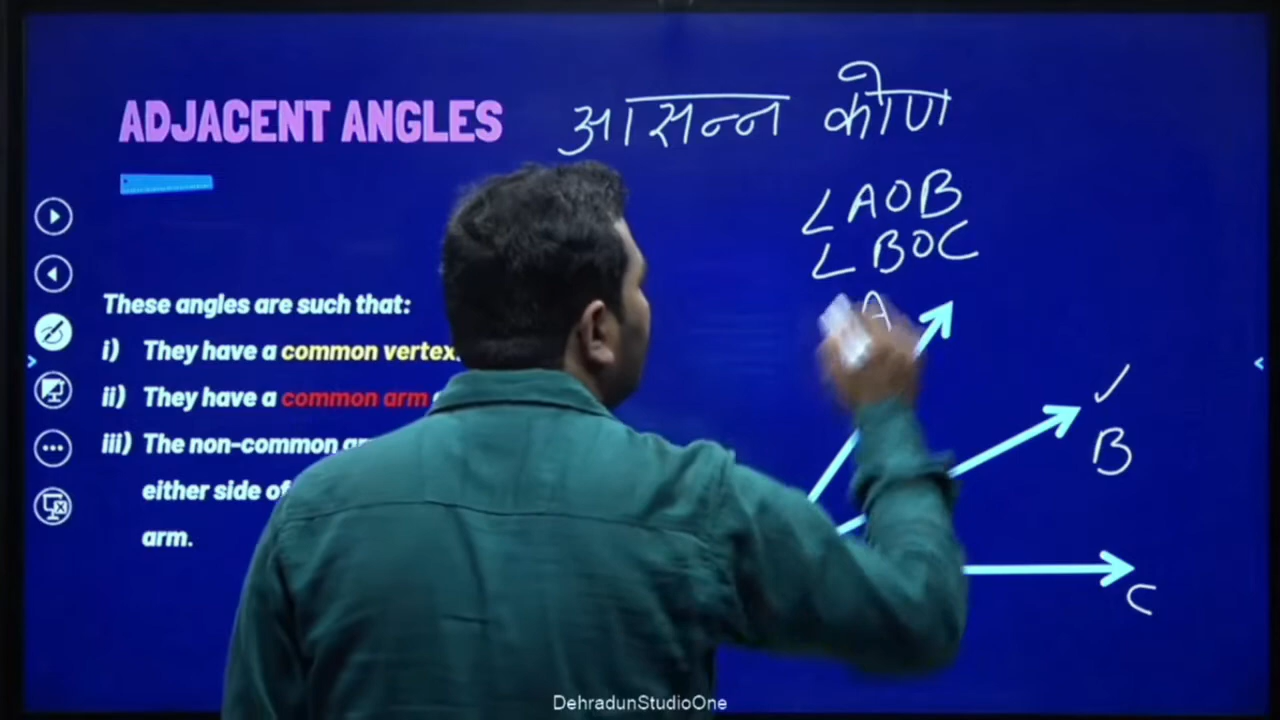 ADJACENT ANGLES आसन्न कोण
∠AOB
∠BOC
A
B
C
These angles are such that:
i) They have a common vertex.
ii) They have a common arm
iii) The non-common
either side of
arm.
DehradunStudioOne